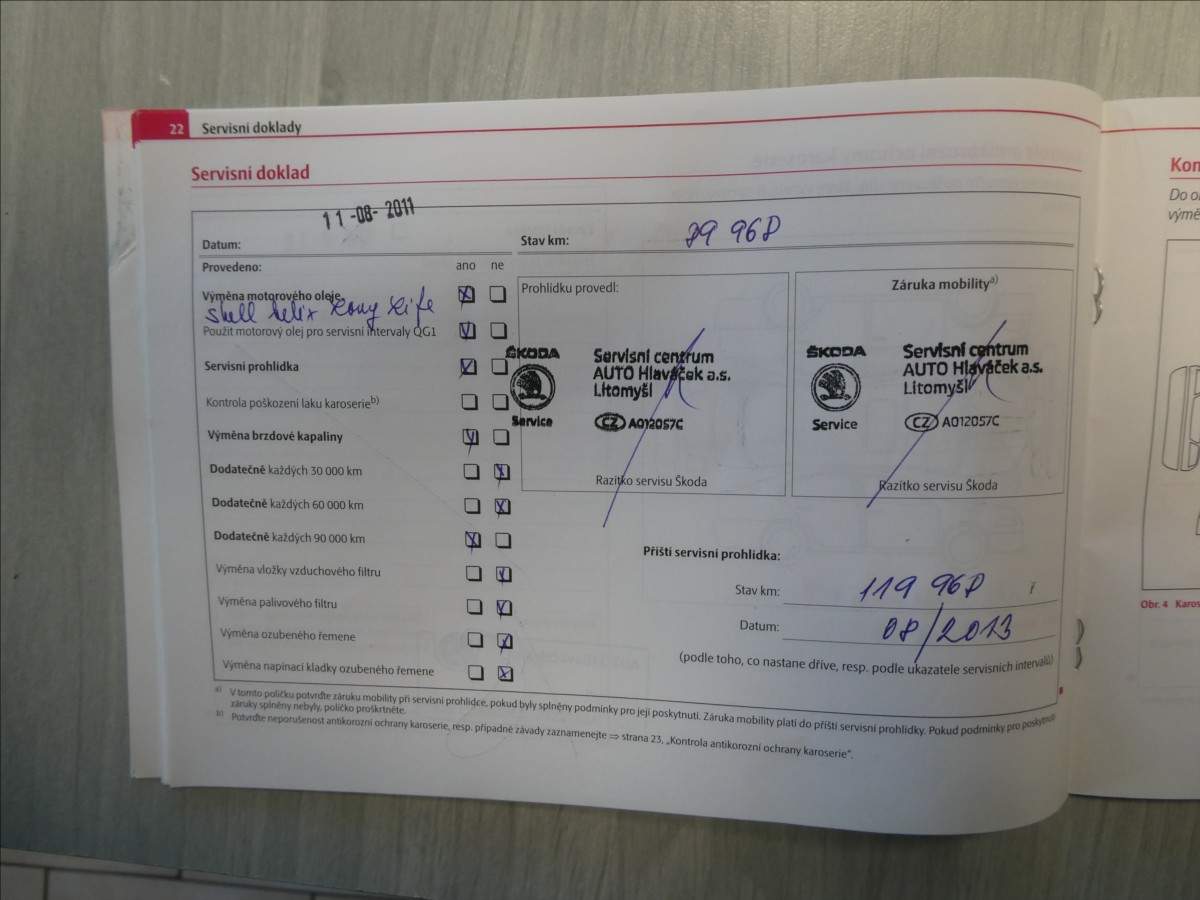 22 Servisní doklady
Servisní doklad
Datum: 11-08-2011
Stav km: 89 968
Provedeno: ano ne
Výměna motorového oleje
Shell helix Long Life
Použit motorový olej pro servisní intervaly QG1
Servisní prohlídka
Kontrola poškození laku karoserie b)
Výměna brzdové kapaliny
Dodatečně každých 30 000 km
Dodatečně každých 60 000 km
Dodatečně každých 90 000 km
Výměna vložky vzduchového filtru
Výměna palivového filtru
Výměna ozubeného řemene
Výměna napínací kladky ozubeného řemene
Prohlídku provedl:
ŠKODA
Service
Servisní centrum
AUTO Hlaváček a.s.
Litomyšl
CZ A012057C
Razítko servisu Škoda
Záruka mobility a)
ŠKODA
Service
Servisní centrum
AUTO Hlaváček a.s.
Litomyšl
CZ A012057C
Razítko servisu Škoda
Příští servisní prohlídka:
Stav km: 119 968
Datum: 08/2013
(podle toho, co nastane dříve, resp. podle ukazatele servisních intervalů)
a) V tomto políčku potvrďte záruku mobility při servisní prohlídce, pokud byly splněny podmínky pro její poskytnutí. Záruka mobility platí do příští servisní prohlídky. Pokud podmínky pro poskytnutí
záruky splněny nebyly, políčko proškrtněte.
b) Potvrďte neporušenost antikorozní ochrany karoserie, resp. případné závady zaznamenejte ⇒ strana 23, „Kontrola antikorozní ochrany karoserie“.
Kon
Do o
výmě
Obr. 4 Karos